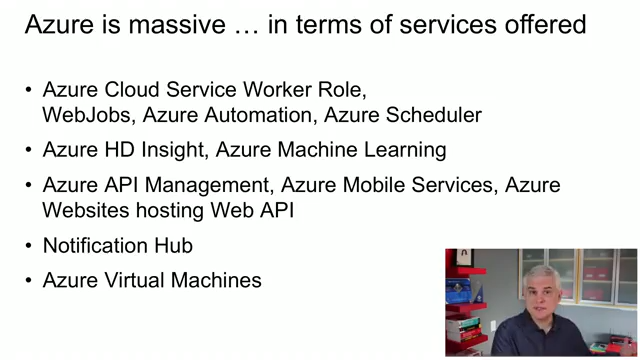 Azure is massive … in terms of services offered
• Azure Cloud Service Worker Role,
WebJobs, Azure Automation, Azure Scheduler
• Azure HD Insight, Azure Machine Learning
• Azure API Management, Azure Mobile Services, Azure
Websites hosting Web API
• Notification Hub
• Azure Virtual Machines